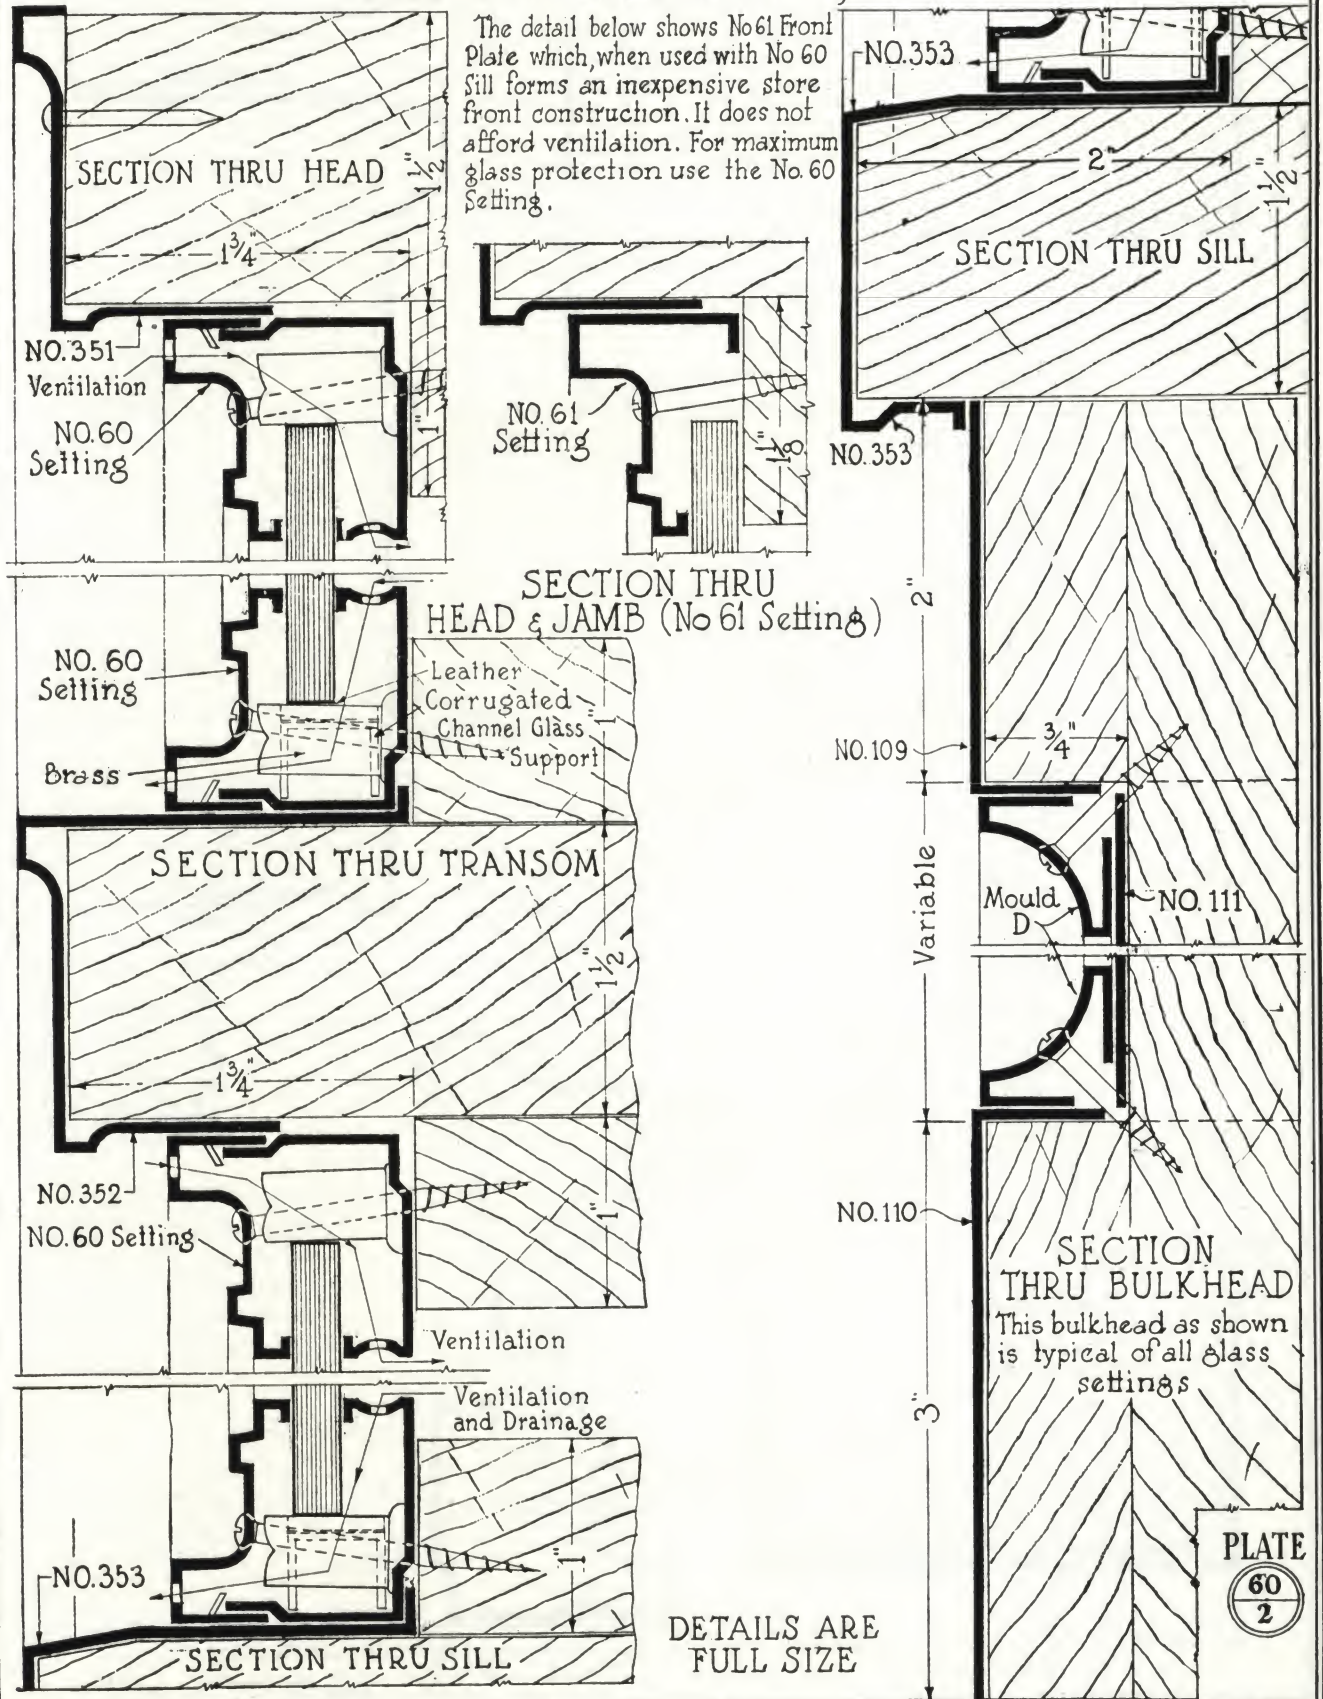 The detail below shows No 61 Front
Plate which, when used with No 60
Sill forms an inexpensive store
front construction. It does not
afford ventilation. For maximum
glass protection use the No. 60
Setting.
SECTION THRU HEAD
1½"
1¾"
NO. 351
Ventilation
NO. 60
Setting
1"
NO. 61
Setting
1⅛"
SECTION THRU
HEAD & JAMB (No 61 Setting)
NO. 60
Setting
Leather
Corrugated
Channel Glass
Support
1"
Brass
SECTION THRU TRANSOM
1½"
1¾"
NO. 352
NO. 60 Setting
1"
Ventilation
Ventilation
and Drainage
1"
NO. 353
SECTION THRU SILL
DETAILS ARE
FULL SIZE
NO. 353
2"
1½"
SECTION THRU SILL
NO. 353
2"
NO. 109
¾"
Variable
Mould
D
NO. 111
NO. 110
3"
SECTION
THRU BULKHEAD
This bulkhead as shown
is typical of all glass
settings
PLATE
60
2